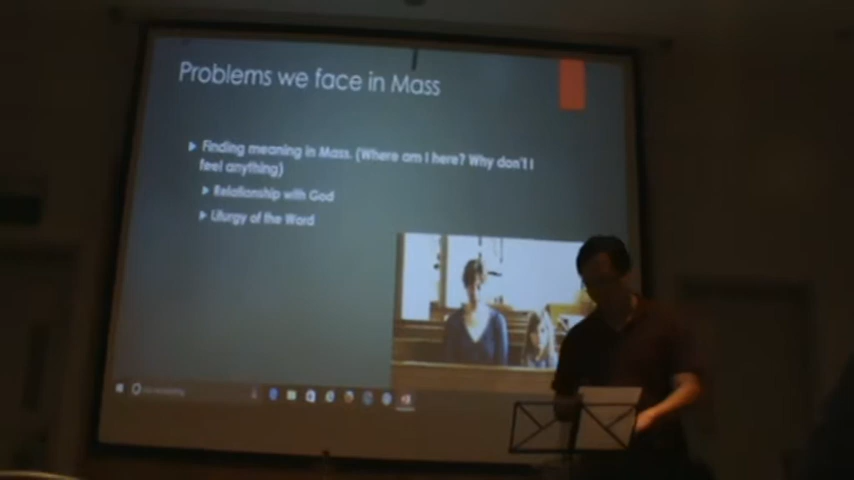 Problems we face in Mass
Finding meaning in Mass. (Where am I here? Why don't I
feel anything)
Relationship with God
Liturgy of the Word